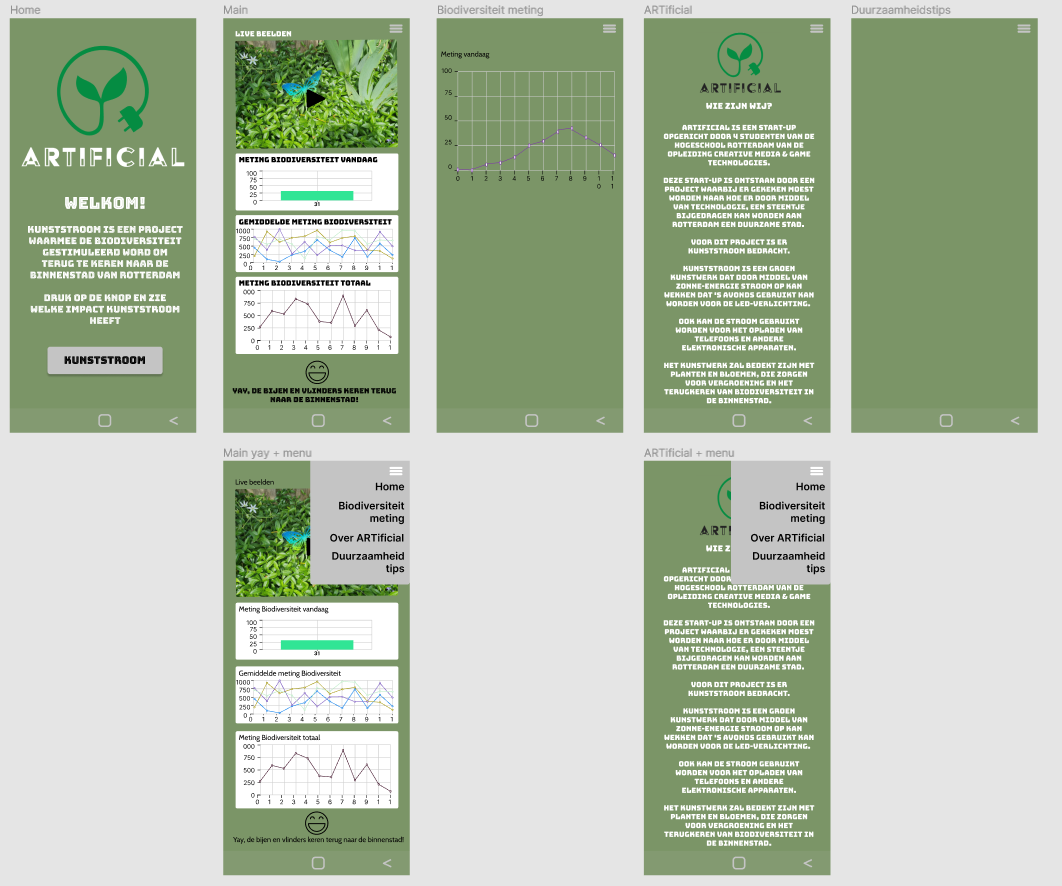 Home
ARTIFICIAL
WELKOM!
KUNSTSTROOM IS EEN PROJECT
WAARMEE DE BIODIVERSITEIT
GESTIMULEERD WORD OM
TERUG TE KEREN NAAR DE
BINNENSTAD VAN ROTTERDAM
DRUK OP DE KNOP EN ZIE
WELKE IMPACT KUNSTSTROOM
HEEFT
KUNSTSTROOM
Main
LIVE BEELDEN
METING BIODIVERSITEIT VANDAAG
100
75
50
25
0
31
GEMIDDELDE METING BIODIVERSITEIT
1000
750
500
250
0
0 1 2 3 4 5 6 7 8 9 1 1
METING BIODIVERSITEIT TOTAAL
000
750
500
250
0
0 1 2 3 4 5 6 7 8 9 1 1
YAY, DE BIJEN EN VLINDERS KEREN TERUG
NAAR DE BINNENSTAD!
Biodiversiteit meting
Meting vandaag
100
75
50
25
0
0 1 2 3 4 5 6 7 8 9 1 1
0 1
ARTificial
ARTIFICIAL
WIE ZIJN WIJ?
ARTIFICIAL IS EEN START-UP
OPGERICHT DOOR 4 STUDENTEN VAN DE
HOGESCHOOL ROTTERDAM VAN DE
OPLEIDING CREATIVE MEDIA & GAME
TECHNOLOGIES.
DEZE START-UP IS ONTSTAAN DOOR EEN
PROJECT WAARBIJ ER GEKEKEN MOEST
WORDEN NAAR HOE ER DOOR MIDDEL
VAN TECHNOLOGIE, EEN STEENTJE
BIJGEDRAGEN KAN WORDEN AAN
ROTTERDAM EEN DUURZAME STAD.
VOOR DIT PROJECT IS ER
KUNSTSTROOM BEDRACHT.
KUNSTSTROOM IS EEN GROEN
KUNSTWERK DAT DOOR MIDDEL VAN
ZONNE-ENERGIE STROOM OP KAN
WEKKEN DAT 'S AVONDS GEBRUIKT KAN
WORDEN VOOR DE LED-VERLICHTING.
OOK KAN DE STROOM GEBRUIKT
WORDEN VOOR HET OPLADEN VAN
TELEFOONS EN ANDERE
ELEKTRONISCHE APPARATEN.
HET KUNSTWERK ZAL BEDEKT ZIJN MET
PLANTEN EN BLOEMEN, DIE ZORGEN
VOOR VERGROENING EN HET
TERUGKEREN VAN BIODIVERSITEIT IN
DE BINNENSTAD.
Duurzaamheidstips
Main yay + menu
Live beelden
Home
Biodiversiteit
meting
Over ARTificial
Duurzaamheid
tips
Meting Biodiversiteit vandaag
100
75
50
25
0
31
Gemiddelde meting Biodiversiteit
1000
750
500
250
0
0 1 2 3 4 5 6 7 8 9 1 1
Meting Biodiversiteit totaal
000
750
500
250
0
0 1 2 3 4 5 6 7 8 9 1 1
Yay, de bijen en vlinders keren terug naar de binnenstad!
ARTificial + menu
Home
Biodiversiteit
meting
Over ARTificial
Duurzaamheid
tips
ART
WIE Z
ARTIFICIAL
OPGERICHT DOOR
HOGESCHOOL ROTTERDAM VAN DE
OPLEIDING CREATIVE MEDIA & GAME
TECHNOLOGIES.
DEZE START-UP IS ONTSTAAN DOOR EEN
PROJECT WAARBIJ ER GEKEKEN MOEST
WORDEN NAAR HOE ER DOOR MIDDEL
VAN TECHNOLOGIE, EEN STEENTJE
BIJGEDRAGEN KAN WORDEN AAN
ROTTERDAM EEN DUURZAME STAD.
VOOR DIT PROJECT IS ER
KUNSTSTROOM BEDRACHT.
KUNSTSTROOM IS EEN GROEN
KUNSTWERK DAT DOOR MIDDEL VAN
ZONNE-ENERGIE STROOM OP KAN
WEKKEN DAT 'S AVONDS GEBRUIKT KAN
WORDEN VOOR DE LED-VERLICHTING.
OOK KAN DE STROOM GEBRUIKT
WORDEN VOOR HET OPLADEN VAN
TELEFOONS EN ANDERE
ELEKTRONISCHE APPARATEN.
HET KUNSTWERK ZAL BEDEKT ZIJN MET
PLANTEN EN BLOEMEN, DIE ZORGEN
VOOR VERGROENING EN HET
TERUGKEREN VAN BIODIVERSITEIT IN
DE BINNENSTAD.